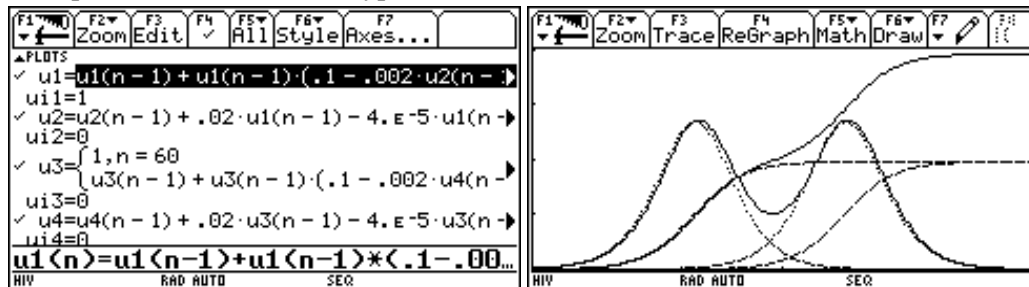 F1 F2 F3 F4 F5 F6 F7
Zoom Edit ✓ All Style Axes...
▲PLOTS
✓ u1=u1(n - 1) + u1(n - 1)·(.1 - .002·u2(n - 1)
ui1=1
✓ u2=u2(n - 1) + .02·u1(n - 1) - 4.ᴇ-5·u1(n -
ui2=0
✓ u3={1,n = 60
u3(n - 1) + u3(n - 1)·(.1 - .002·u4(n -
ui3=0
✓ u4=u4(n - 1) + .02·u3(n - 1) - 4.ᴇ-5·u3(n -
ui4=0
u1(n)=u1(n-1)+u1(n-1)*(.1-.00…
HIV RAD AUTO SEQ
F1 F2 F3 F4 F5 F6 F7
Zoom Trace ReGraph Math Draw
HIV RAD AUTO SEQ